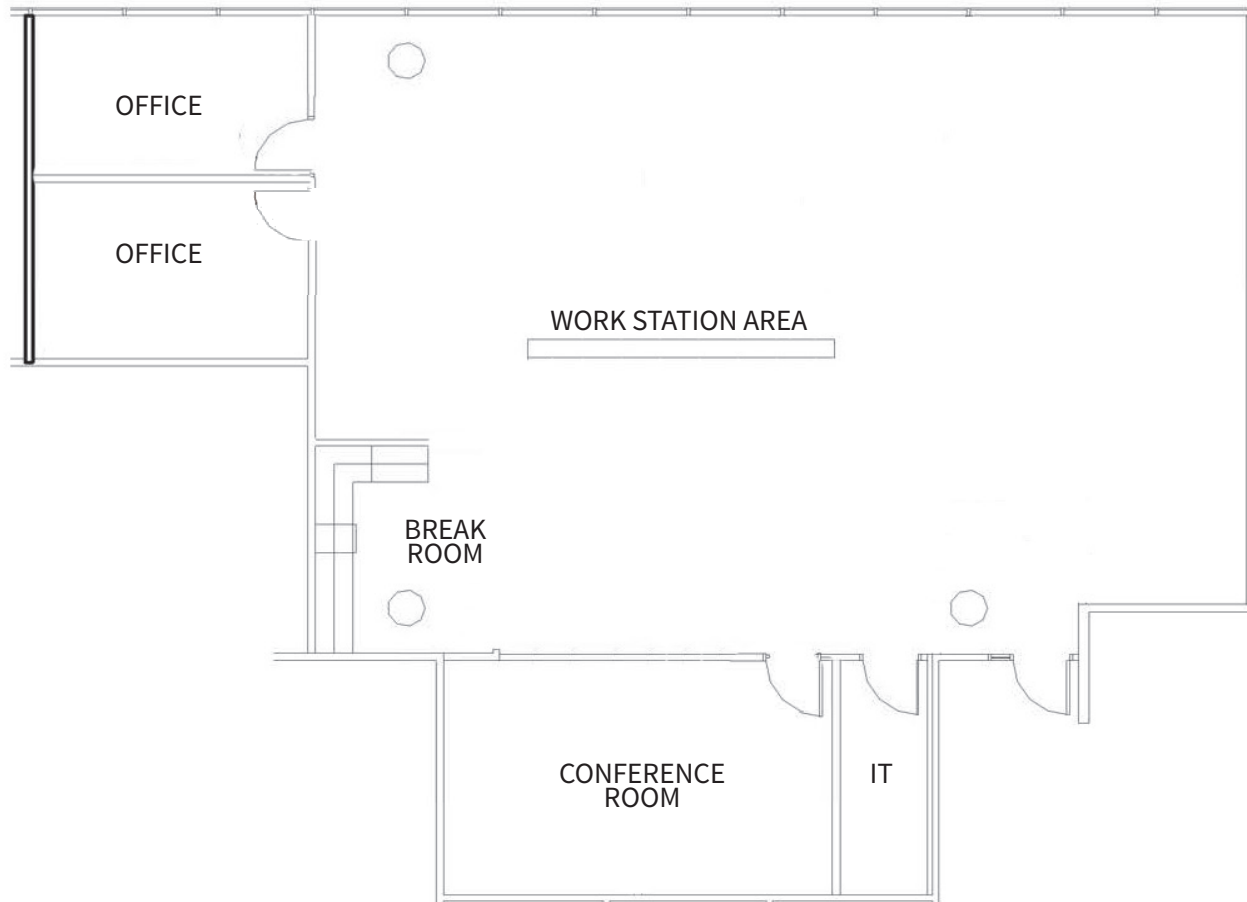 OFFICE
OFFICE
WORK STATION AREA
BREAK
ROOM
CONFERENCE
ROOM
IT